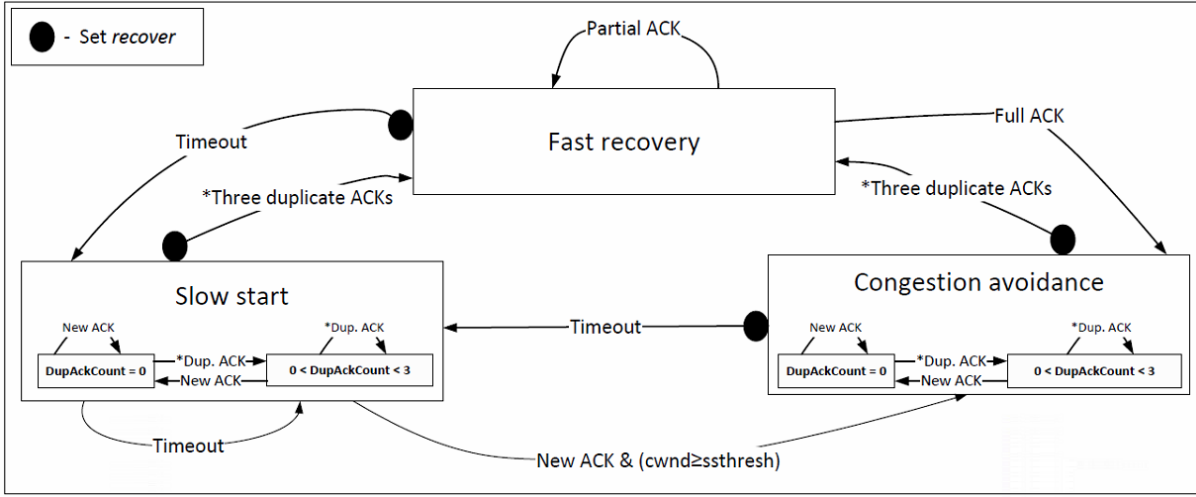 - Set recover
Partial ACK
Fast recovery
Full ACK
Timeout
*Three duplicate ACKs
*Three duplicate ACKs
Slow start
New ACK
*Dup. ACK
DupAckCount = 0
*Dup. ACK
New ACK
0 < DupAckCount < 3
Timeout
Timeout
Congestion avoidance
New ACK
*Dup. ACK
DupAckCount = 0
*Dup. ACK
New ACK
0 < DupAckCount < 3
New ACK & (cwnd≥ssthresh)